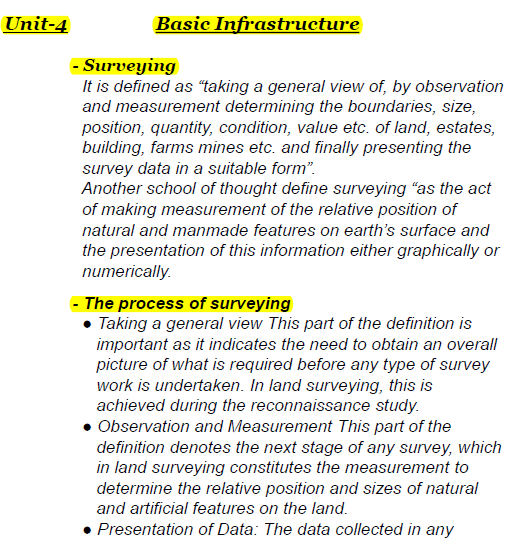 Unit-4 Basic Infrastructure
- Surveying
It is defined as “taking a general view of, by observation
and measurement determining the boundaries, size,
position, quantity, condition, value etc. of land, estates,
building, farms mines etc. and finally presenting the
survey data in a suitable form”.
Another school of thought define surveying “as the act
of making measurement of the relative position of
natural and manmade features on earth’s surface and
the presentation of this information either graphically or
numerically.
- The process of surveying
● Taking a general view This part of the definition is
important as it indicates the need to obtain an overall
picture of what is required before any type of survey
work is undertaken. In land surveying, this is
achieved during the reconnaissance study.
● Observation and Measurement This part of the
definition denotes the next stage of any survey, which
in land surveying constitutes the measurement to
determine the relative position and sizes of natural
and artificial features on the land.
● Presentation of Data: The data collected in any